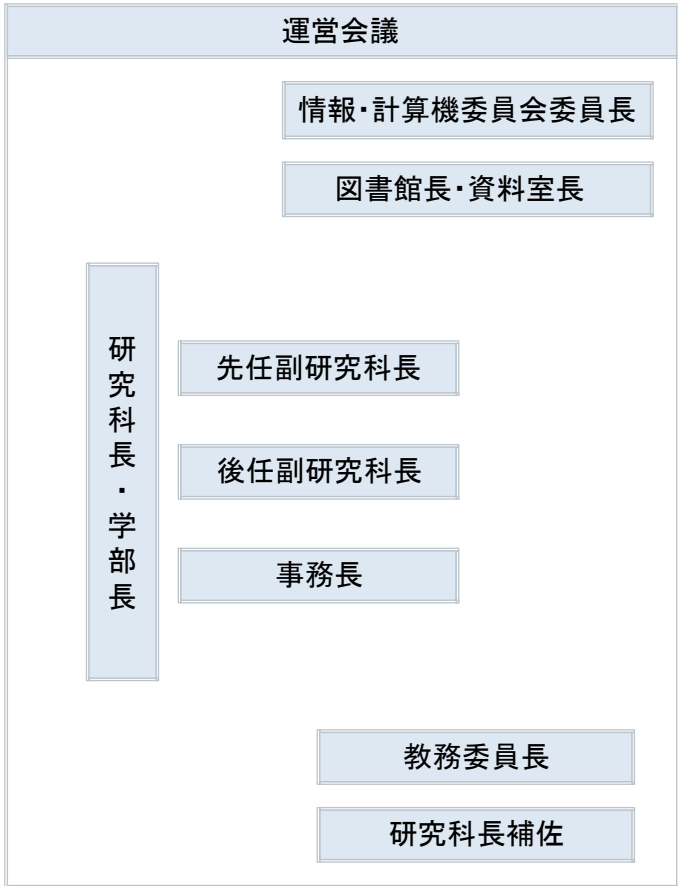 運営会議
情報・計算機委員会委員長
図書館長・資料室長
研究科長・学部長
先任副研究科長
後任副研究科長
事務長
教務委員長
研究科長補佐